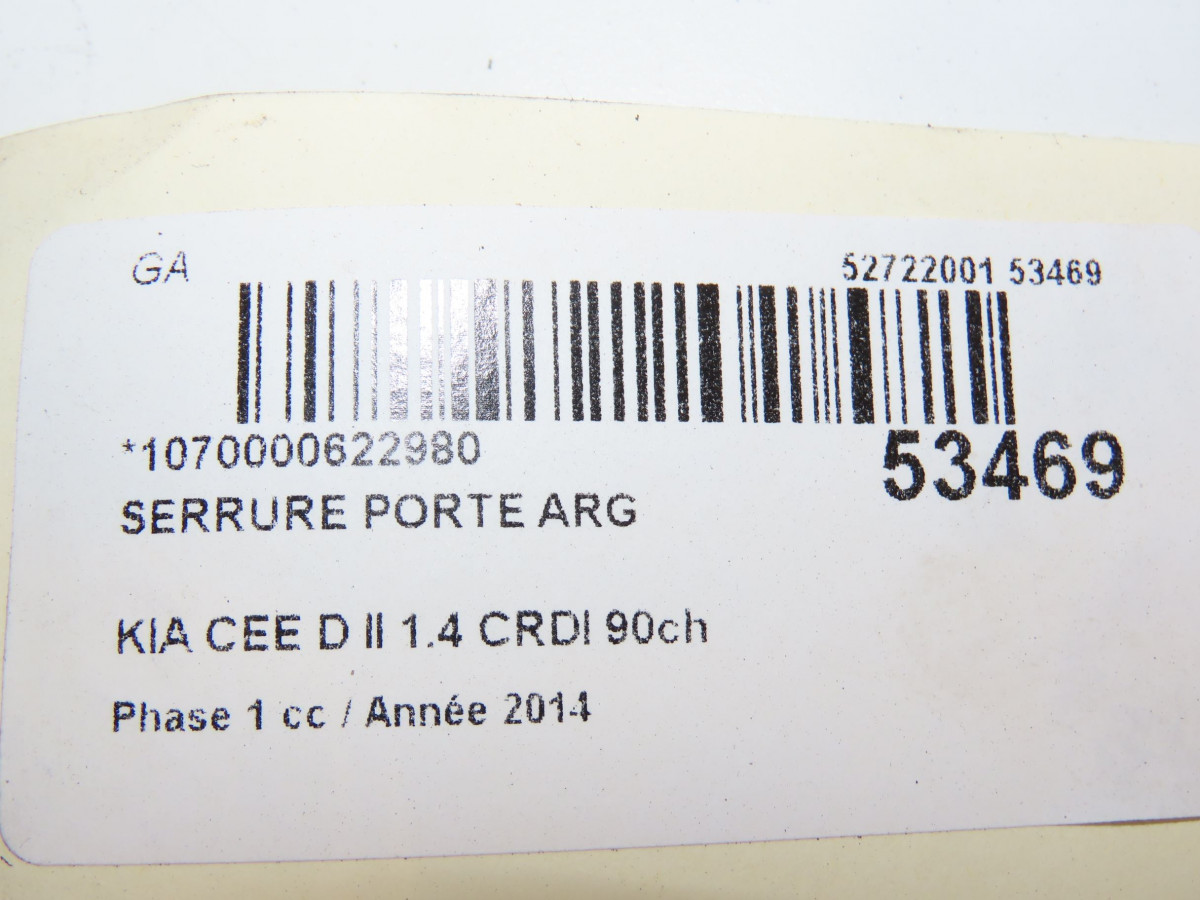 GA
52722001 53469
*1070000622980
53469
SERRURE PORTE ARG
KIA CEE D II 1.4 CRDI 90ch
Phase 1 cc / Année 2014